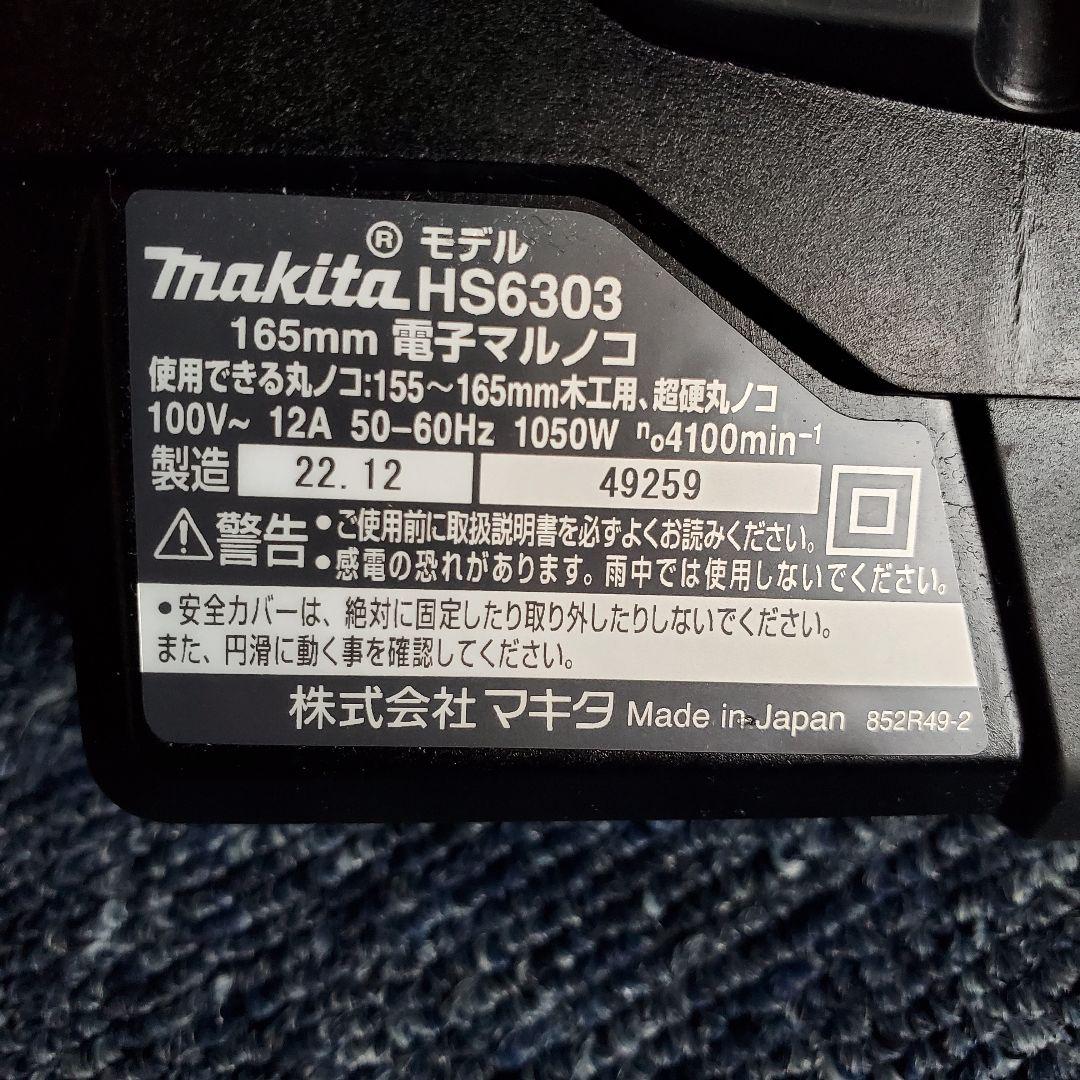 ® モデル
makita HS6303
165mm 電子マルノコ
使用できる丸ノコ:155〜165mm木工用、超硬丸ノコ
100V~ 12A 50-60Hz 1050W n₀4100min⁻¹
製造 22.12 49259
警告 •ご使用前に取扱説明書を必ずよくお読みください。
•感電の恐れがあります。雨中では使用しないでください。
•安全カバーは、絶対に固定したり取り外したりしないでください。
また、円滑に動く事を確認してください。
株式会社 マキタ Made in Japan 852R49-2